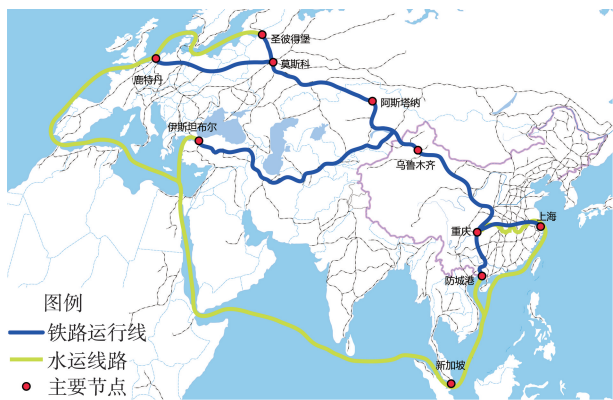 圣彼得堡
莫斯科
鹿特丹
阿斯塔纳
伊斯坦布尔
乌鲁木齐
上海
重庆
防城港
新加坡
图例
铁路运行线
水运线路
主要节点